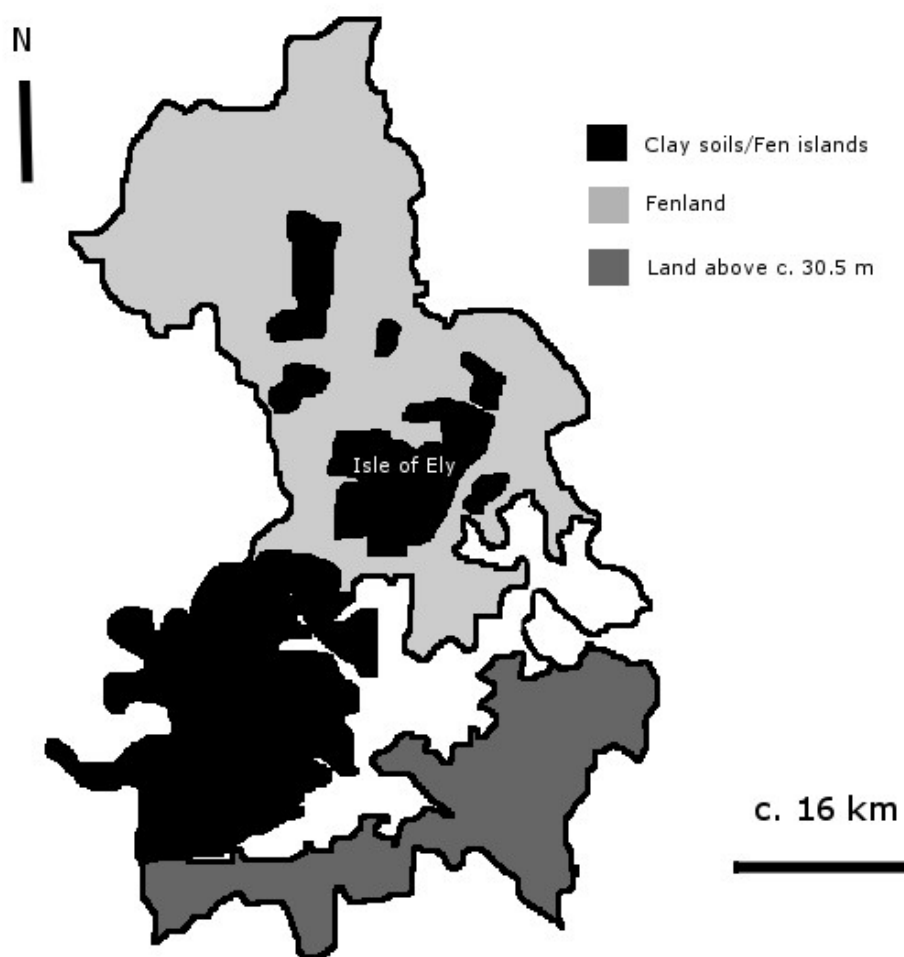 N
Clay soils/Fen islands
Fenland
Land above c. 30.5 m
Isle of Ely
c. 16 km